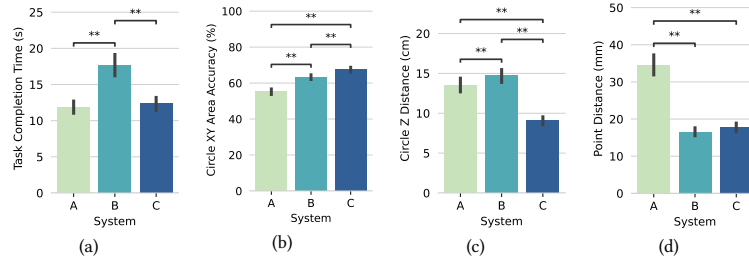 Task Completion Time (s)
25
20
15
10
5
0
**
**
A B C
System
(a)
Circle XY Area Accuracy (%)
100
80
60
40
20
0
**
**
**
A B C
System
(b)
Circle Z Distance (cm)
20
15
10
5
0
**
**
**
A B C
System
(c)
Point Distance (mm)
50
40
30
20
10
0
**
**
A B C
System
(d)